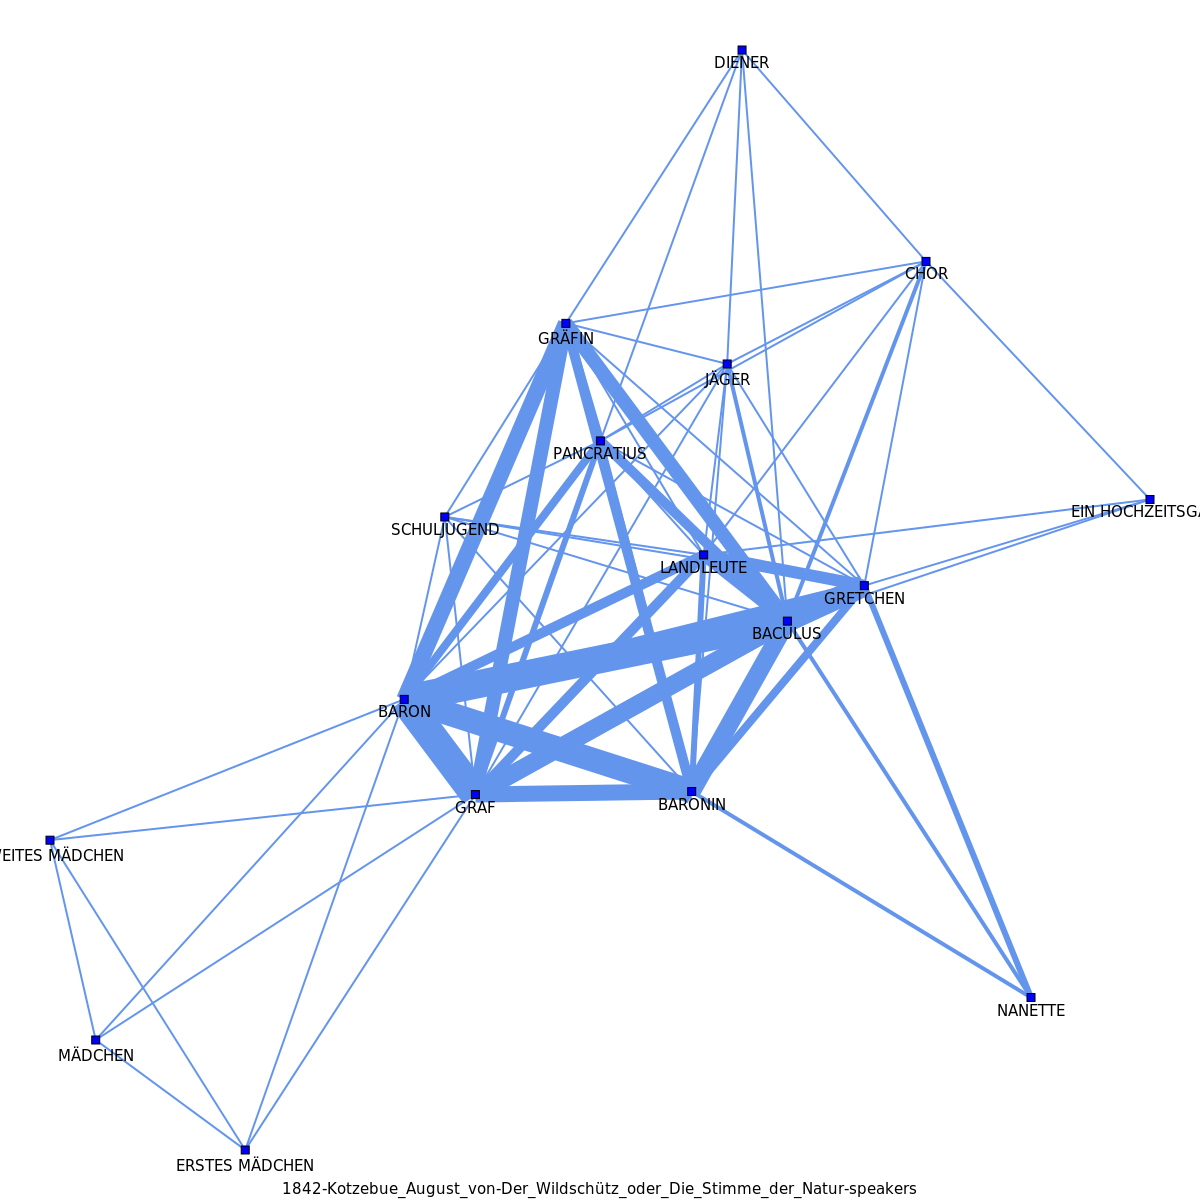 DIENER
CHOR
GRÄFIN
JÄGER
PANCRATIUS
EIN HOCHZEITSGA
SCHULJUGEND
LANDLEUTE
GRETCHEN
BACULUS
BARON
BARONIN
GRAF
EITES MÄDCHEN
NANETTE
MÄDCHEN
ERSTES MÄDCHEN
1842-Kotzebue_August_von-Der_Wildschütz_oder_Die_Stimme_der_Natur-speakers